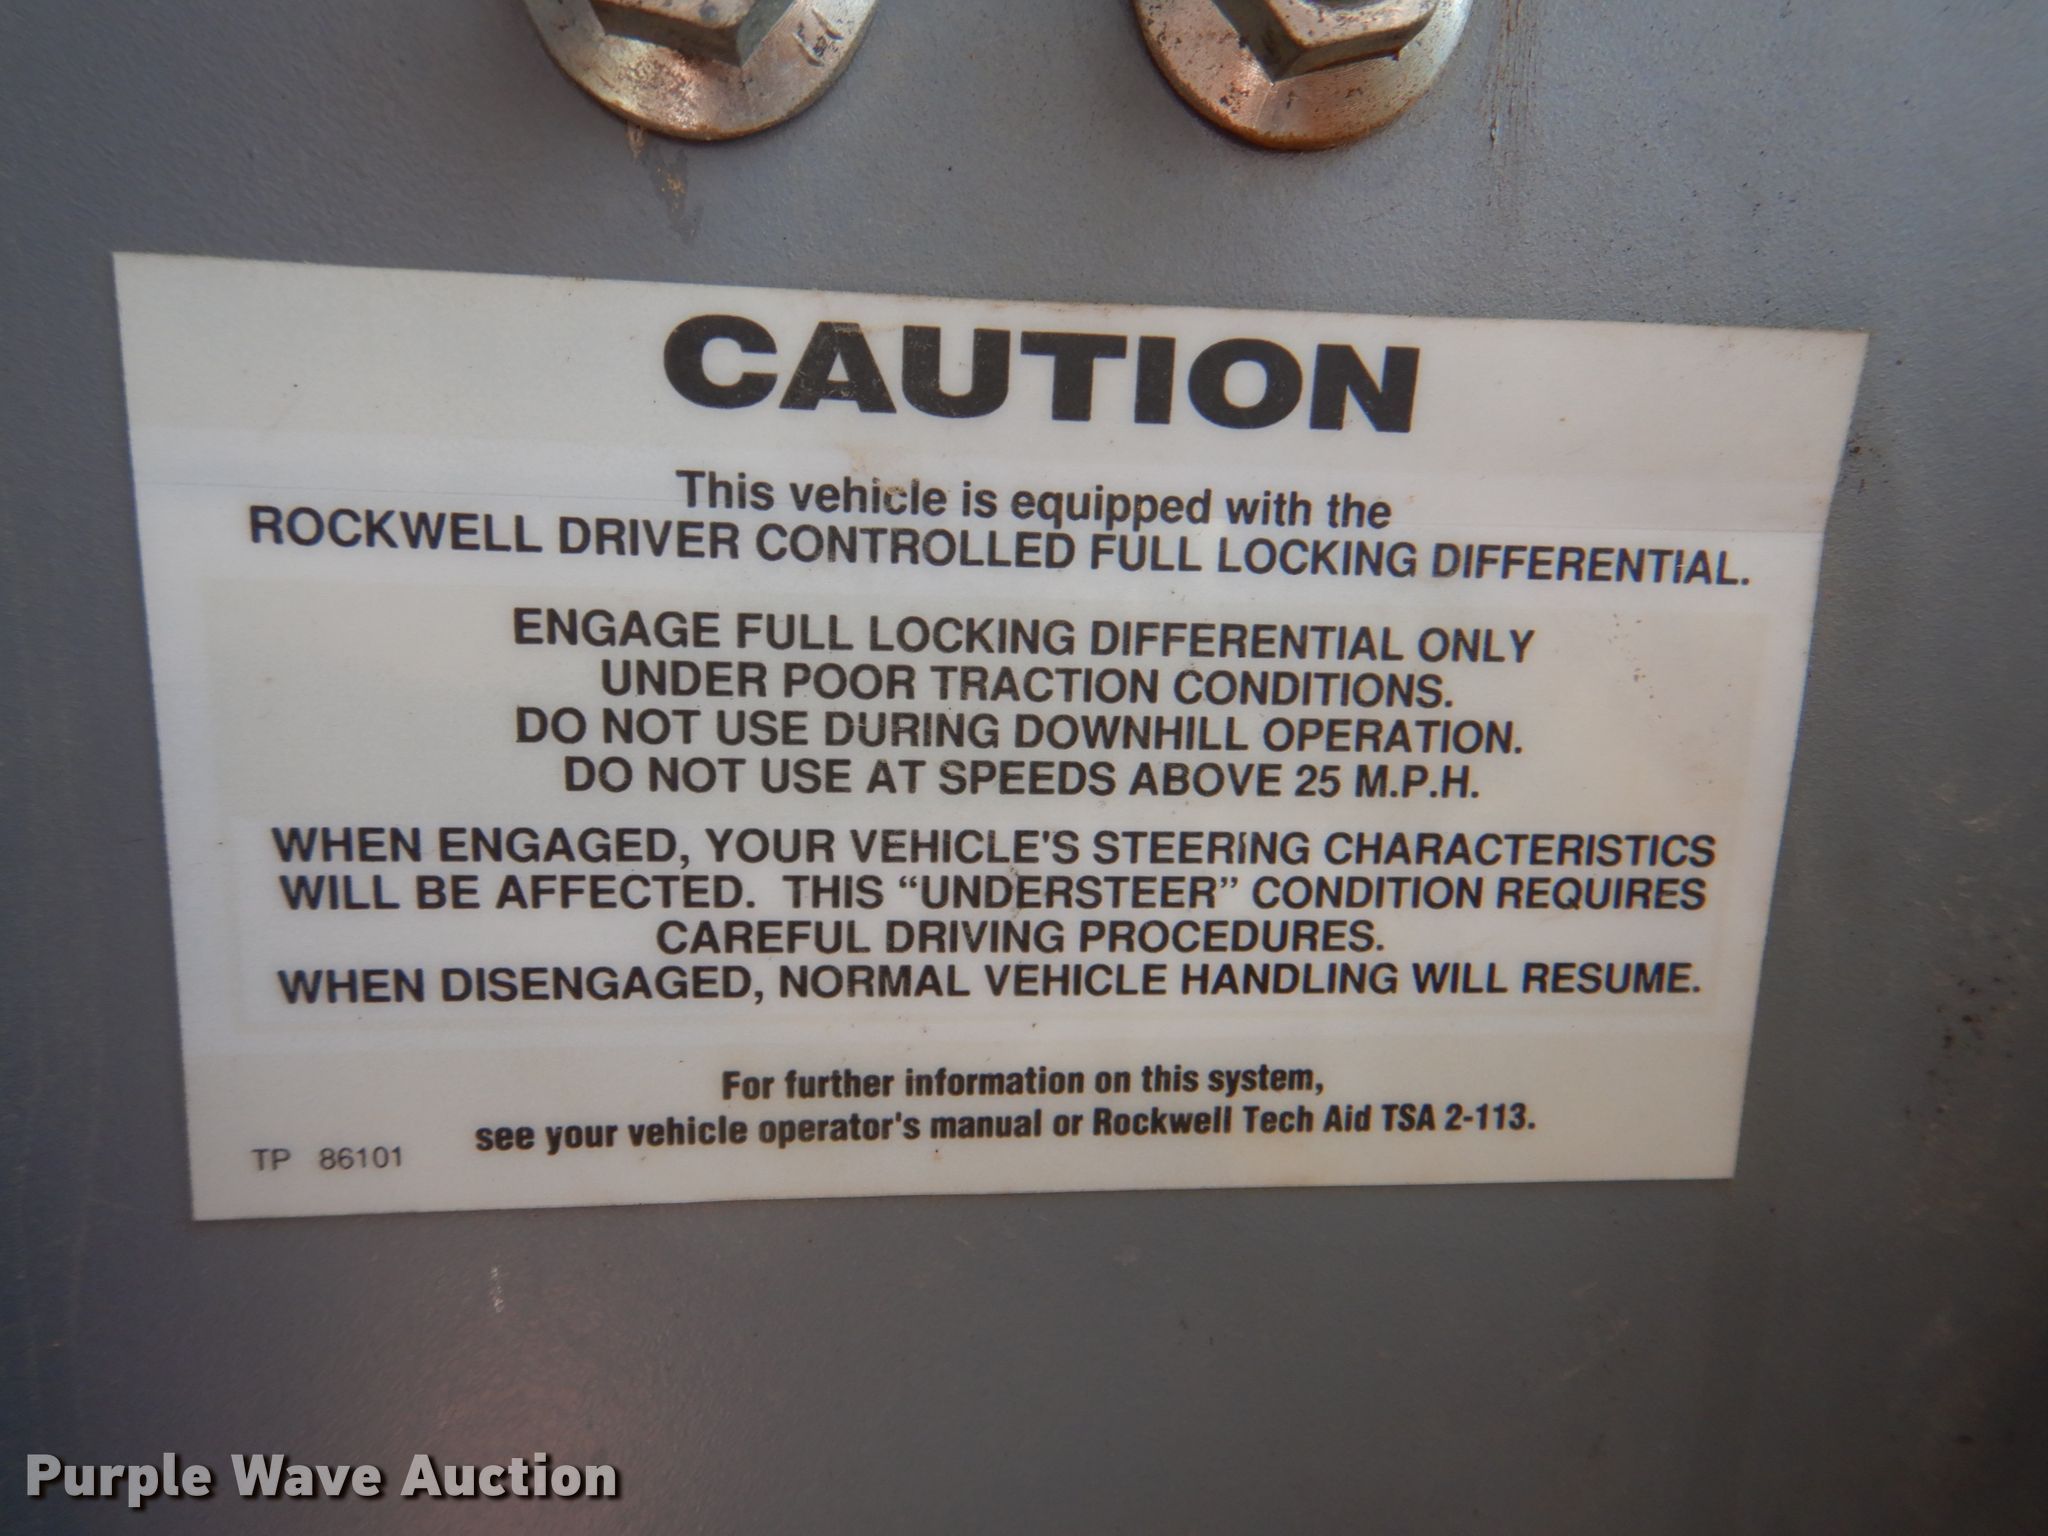 CAUTION
This vehicle is equipped with the
ROCKWELL DRIVER CONTROLLED FULL LOCKING DIFFERENTIAL.
ENGAGE FULL LOCKING DIFFERENTIAL ONLY
UNDER POOR TRACTION CONDITIONS.
DO NOT USE DURING DOWNHILL OPERATION.
DO NOT USE AT SPEEDS ABOVE 25 M.P.H.
WHEN ENGAGED, YOUR VEHICLE'S STEERING CHARACTERISTICS
WILL BE AFFECTED. THIS “UNDERSTEER” CONDITION REQUIRES
CAREFUL DRIVING PROCEDURES.
WHEN DISENGAGED, NORMAL VEHICLE HANDLING WILL RESUME.
For further information on this system,
see your vehicle operator's manual or Rockwell Tech Aid TSA 2-113.
TP 86101
Purple Wave Auction